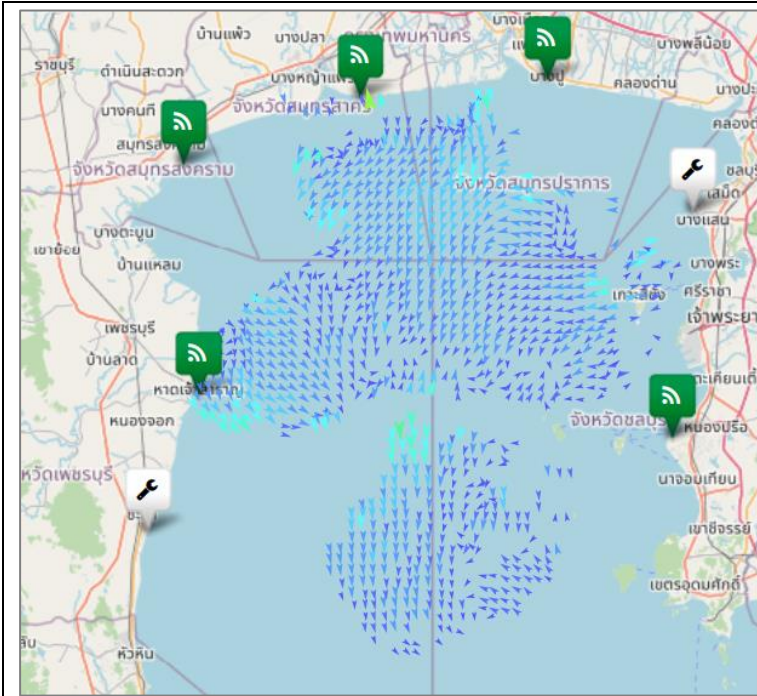 บ้านแพ้ว
บางปลา
กรุงเทพมหานคร
บางพลีน้อย
ราชบุรี
ดำเนินสะดวก
บางปู
คลองด่าน
บางคนที
จังหวัดสมุทรสาคร
จังหวัดสมุทรสงคราม
จังหวัดสมุทรปราการ
เสม็ด
บางแสน
บางตะบูน
เขาย้อย
บ้านแหลม
บางพระ
เกาะสีชัง
ศรีราชา
เพชรบุรี
เจ้าพระยา
บ้านลาด
หาดเจ้าสำราญ
หนองจอก
จังหวัดชลบุรี
หนองปรือ
หวัดเพชรบุรี
นาจอมเทียน
เขาชีจรรย์
เขตรอุดมศักดิ์
หัวหิน